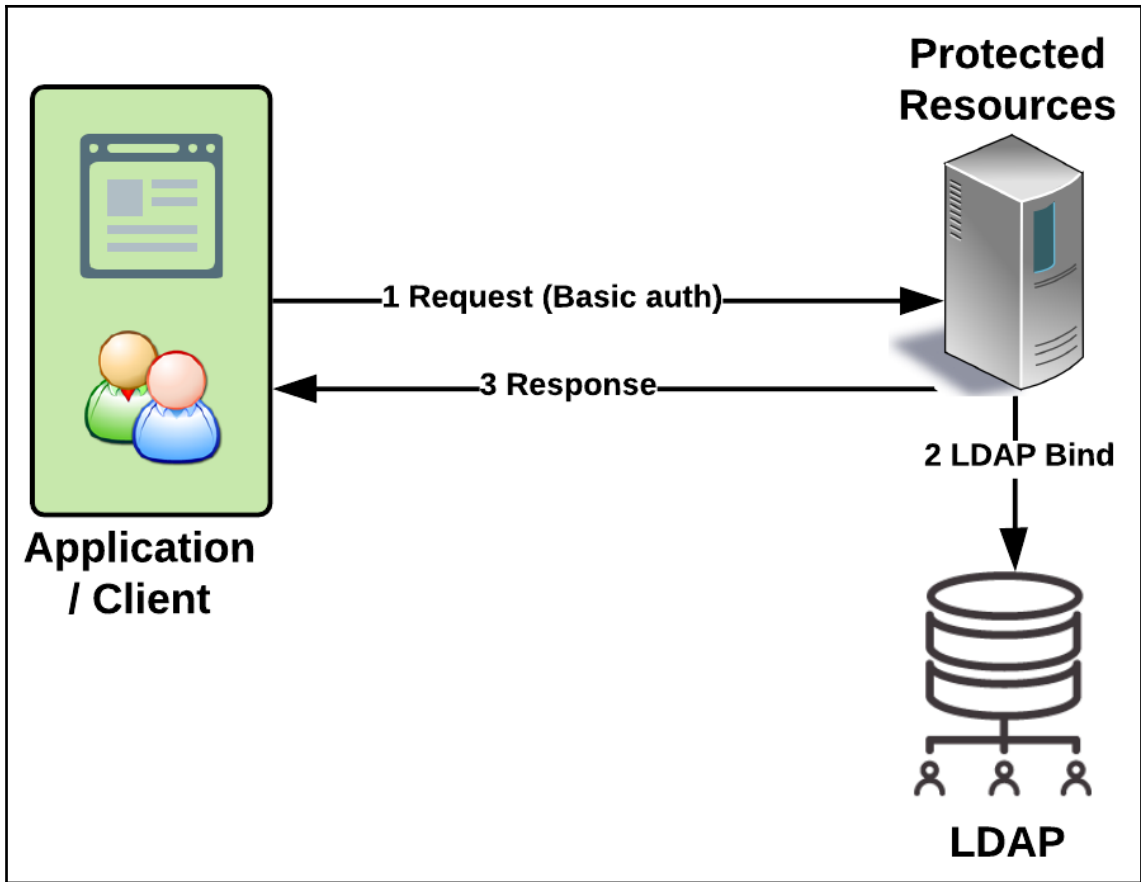 Protected
Resources
1 Request (Basic auth)
3 Response
2 LDAP Bind
Application
/ Client
LDAP